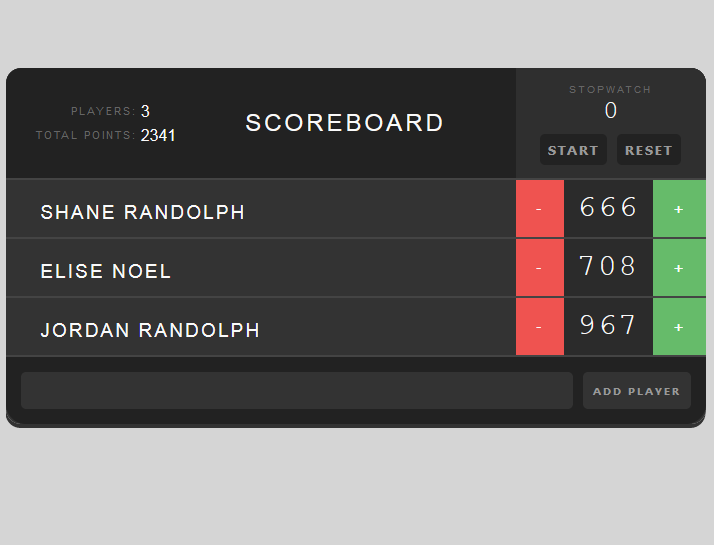 PLAYERS: 3
TOTAL POINTS: 2341
SCOREBOARD
STOPWATCH
0
START RESET
SHANE RANDOLPH - 666 +
ELISE NOEL - 708 +
JORDAN RANDOLPH - 967 +
ADD PLAYER